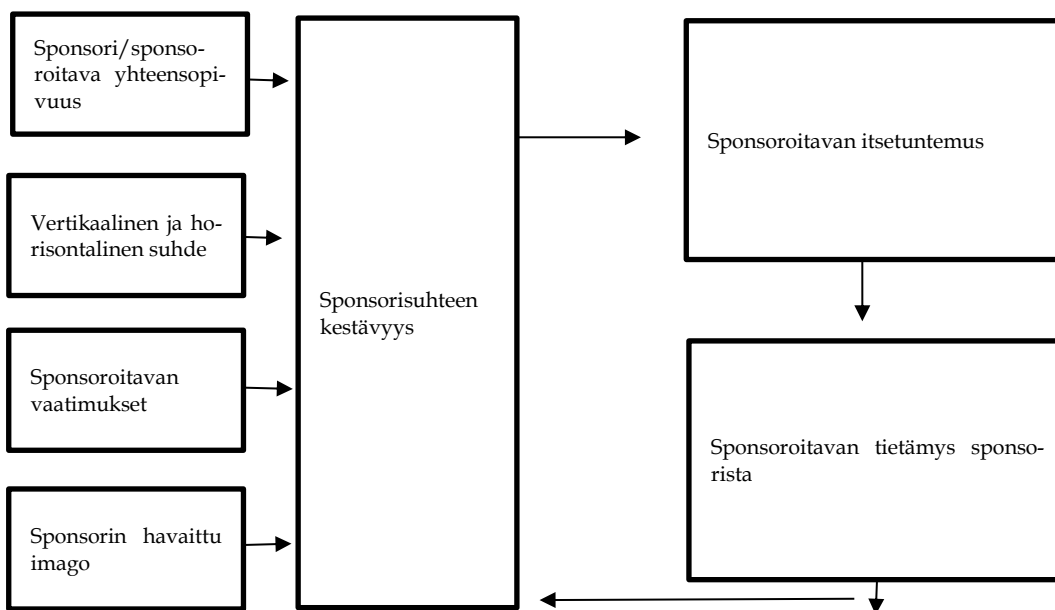 Sponsori/sponso-
roitava yhteensopi-
vuus
Vertikaalinen ja ho-
risontalinen suhde
Sponsoroitavan
vaatimukset
Sponsorin havaittu
imago
Sponsorisuhteen
kestävyys
Sponsoroitavan itsetuntemus
Sponsoroitavan tietämys sponso-
rista